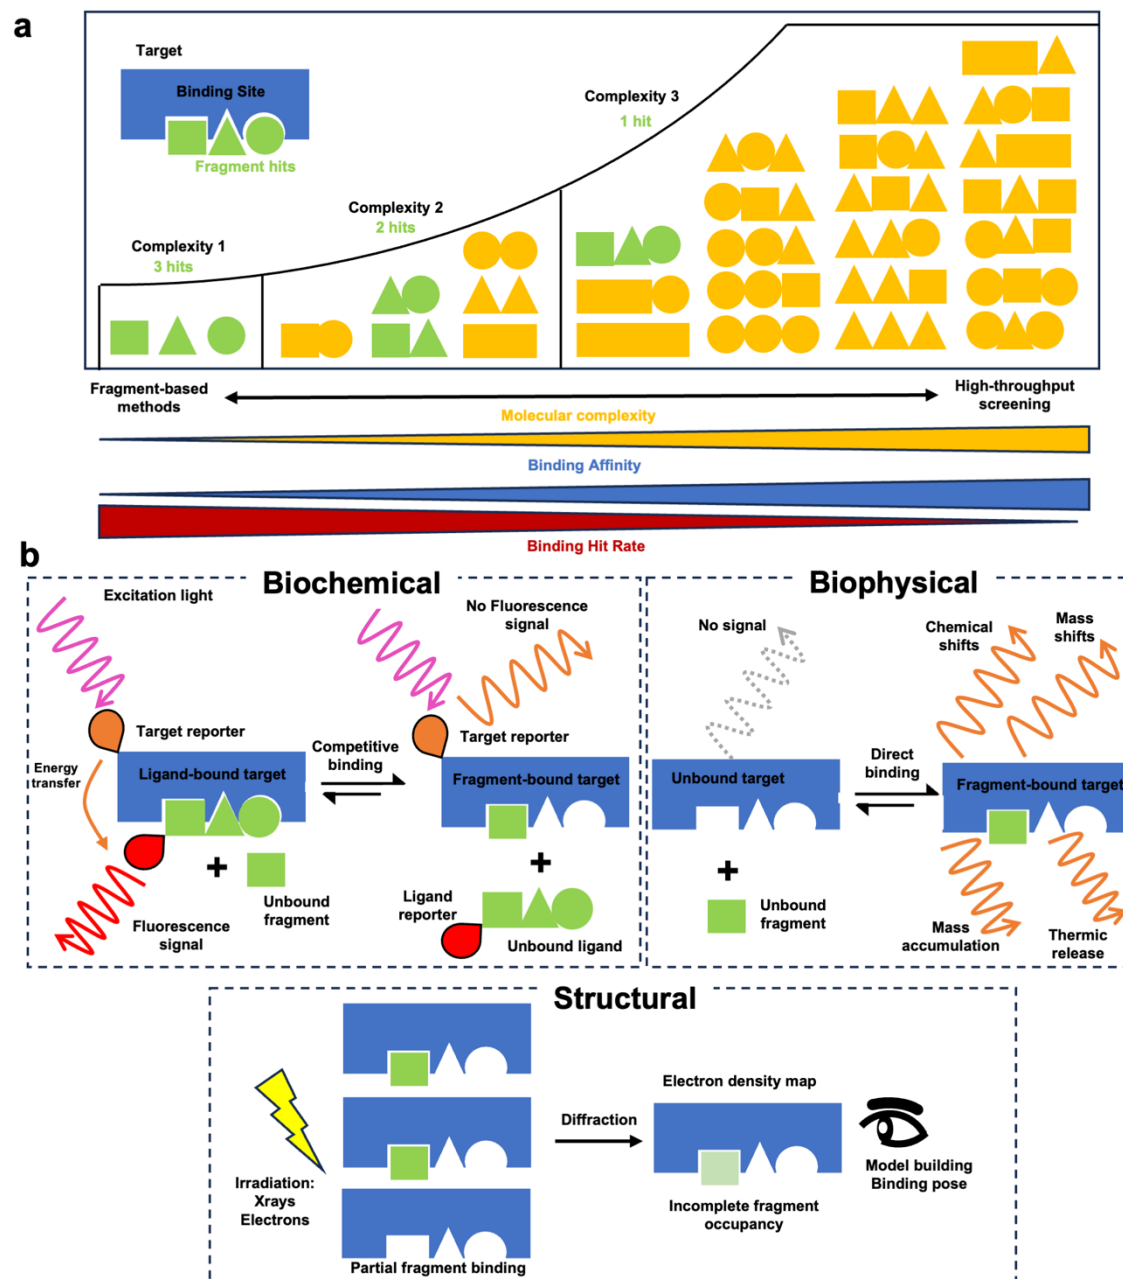 a
Target
Binding Site
Fragment hits
Complexity 1
3 hits
Complexity 2
2 hits
Complexity 3
1 hit
Fragment-based
methods
High-throughput
screening
Molecular complexity
Binding Affinity
Binding Hit Rate
b
Biochemical
Excitation light
No Fluorescence
signal
Target reporter
Energy
transfer
Ligand-bound target
Competitive
binding
Target reporter
Fragment-bound target
+
Unbound
fragment
Fluorescence
signal
+
Ligand
reporter
Unbound ligand
Biophysical
No signal
Chemical
shifts
Mass
shifts
Unbound target
Direct
binding
Fragment-bound target
+
Unbound
fragment
Mass
accumulation
Thermic
release
Structural
Irradiation:
Xrays
Electrons
Partial fragment binding
Diffraction
Electron density map
Incomplete fragment
occupancy
Model building
Binding pose